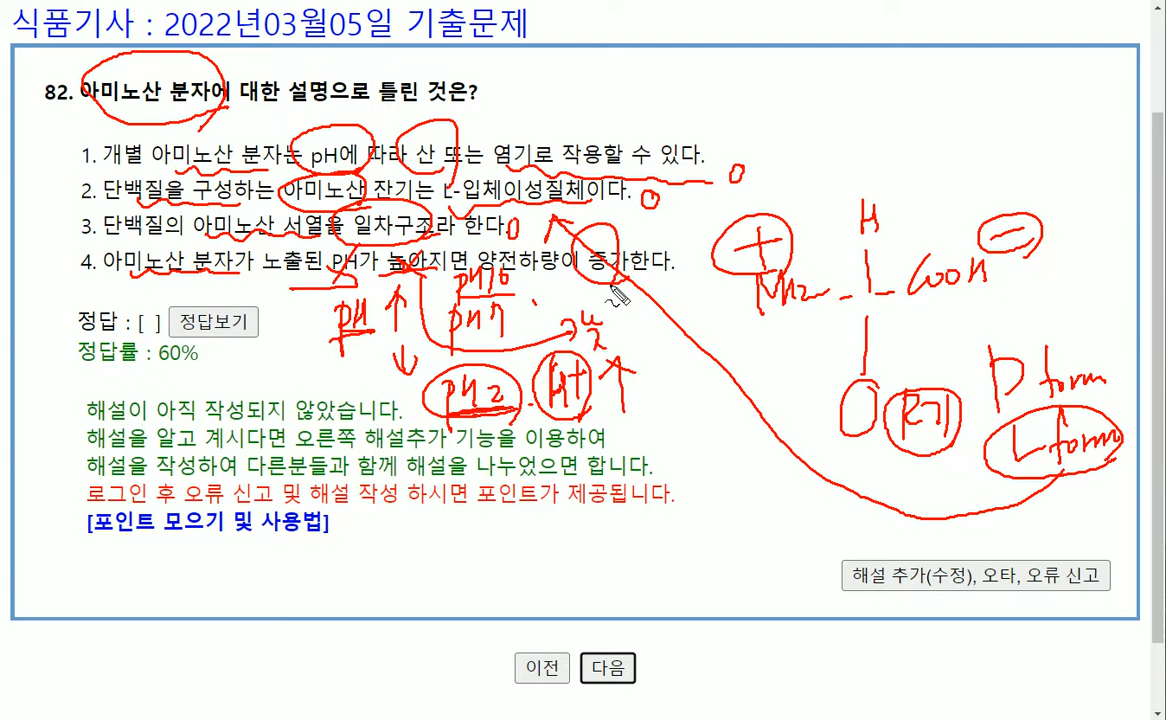 식품기사 : 2022년03월05일 기출문제
82. 아미노산 분자에 대한 설명으로 틀린 것은?
1. 개별 아미노산 분자는 pH에 따라 산 또는 염기로 작용할 수 있다. O
2. 단백질을 구성하는 아미노산 잔기는 L-입체이성질체이다. O
3. 단백질의 아미노산 서열을 일차구조라 한다. O
4. 아미노산 분자가 노출된 PH가 높아지면 양전하량이 증가한다.
+ H -
NH2 - COOH
R기
D form
L form
pH
pH 7
pH 2 H+
정답 : [ ] 정답보기
정답률 : 60%
해설이 아직 작성되지 않았습니다.
해설을 알고 계시다면 오른쪽 해설추가 기능을 이용하여
해설을 작성하여 다른분들과 함께 해설을 나누었으면 합니다.
로그인 후 오류 신고 및 해설 작성 하시면 포인트가 제공됩니다.
[포인트 모으기 및 사용법]
해설 추가(수정), 오타, 오류 신고
이전 다음